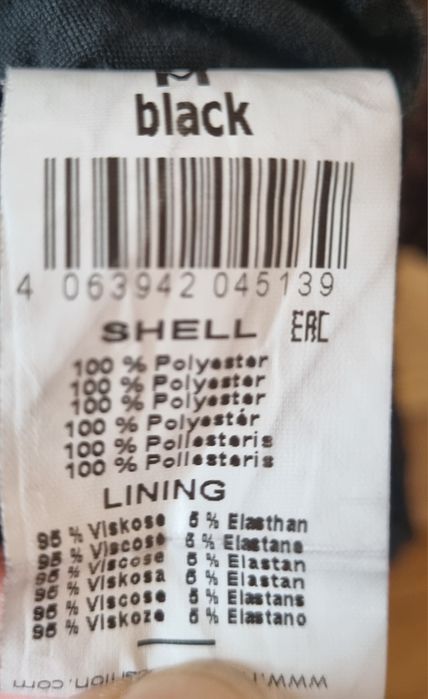 M
black
4 063942 045139
SHELL EAC
100 % Polyester
100 % Polyester
100 % Polyester
100 % Polyestér
100 % Poliesteris
100 % Poliesteris
LINING
95 % Viskose 5 % Elasthan
95 % Viscose 5 % Elastane
95 % Viscose 5 % Elastan
95 % Viskosa 5 % Elastan
95 % Viscose 5 % Elastans
95 % Viskoze 5 % Elastano